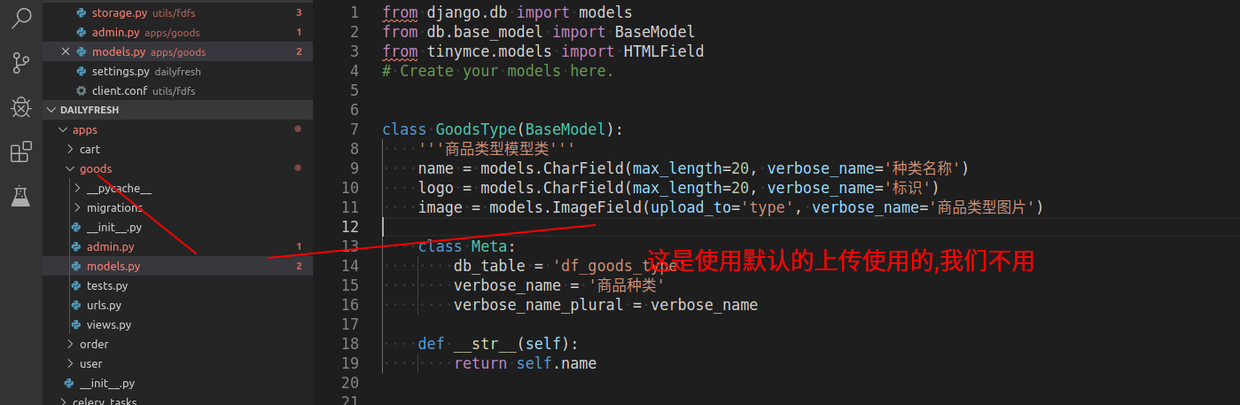 storage.py utils/fdfs 3
admin.py apps/goods 1
models.py apps/goods 2
settings.py dailyfresh
client.conf utils/fdfs
DAILYFRESH
apps
cart
goods
__pycache__
migrations
__init__.py
admin.py 1
models.py 2
tests.py
urls.py
views.py
order
user
__init__.py
celery_tasks
1 from django.db import models
2 from db.base_model import BaseModel
3 from tinymce.models import HTMLField
4 # Create your models here.
5
6
7 class GoodsType(BaseModel):
8 '''商品类型模型类'''
9 name = models.CharField(max_length=20, verbose_name='种类名称')
10 logo = models.CharField(max_length=20, verbose_name='标识')
11 image = models.ImageField(upload_to='type', verbose_name='商品类型图片')
12
13 class Meta:
14 db_table = 'df_goods_type'
这是使用默认的上传使用的,我们不用
15 verbose_name = '商品种类'
16 verbose_name_plural = verbose_name
17
18 def __str__(self):
19 return self.name
20
21